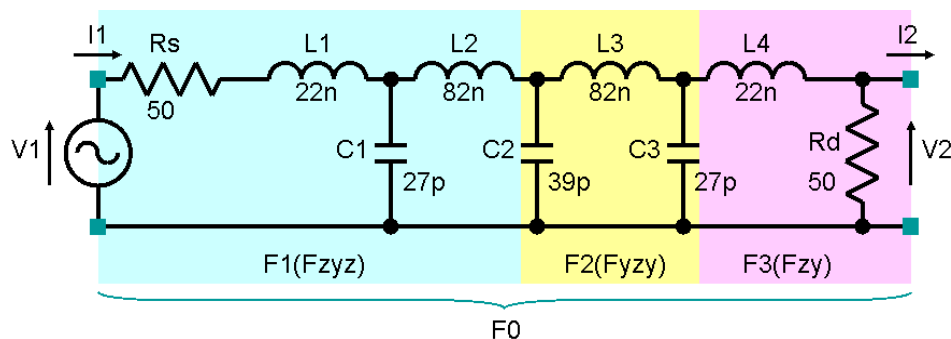 I1
Rs
L1
L2
L3
L4
I2
50
22n
82n
82n
22n
V1
C1
C2
C3
Rd
V2
27p
39p
27p
50
F1(Fzyz)
F2(Fyzy)
F3(Fzy)
F0